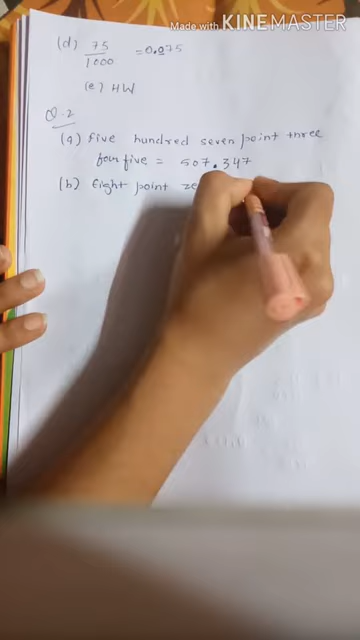 Made with KINEMASTER
(d) 75/1000 = 0.075
(e) HW
Q.2
(a) five hundred seven point three
four five = 507.347
(b) Eight point ze